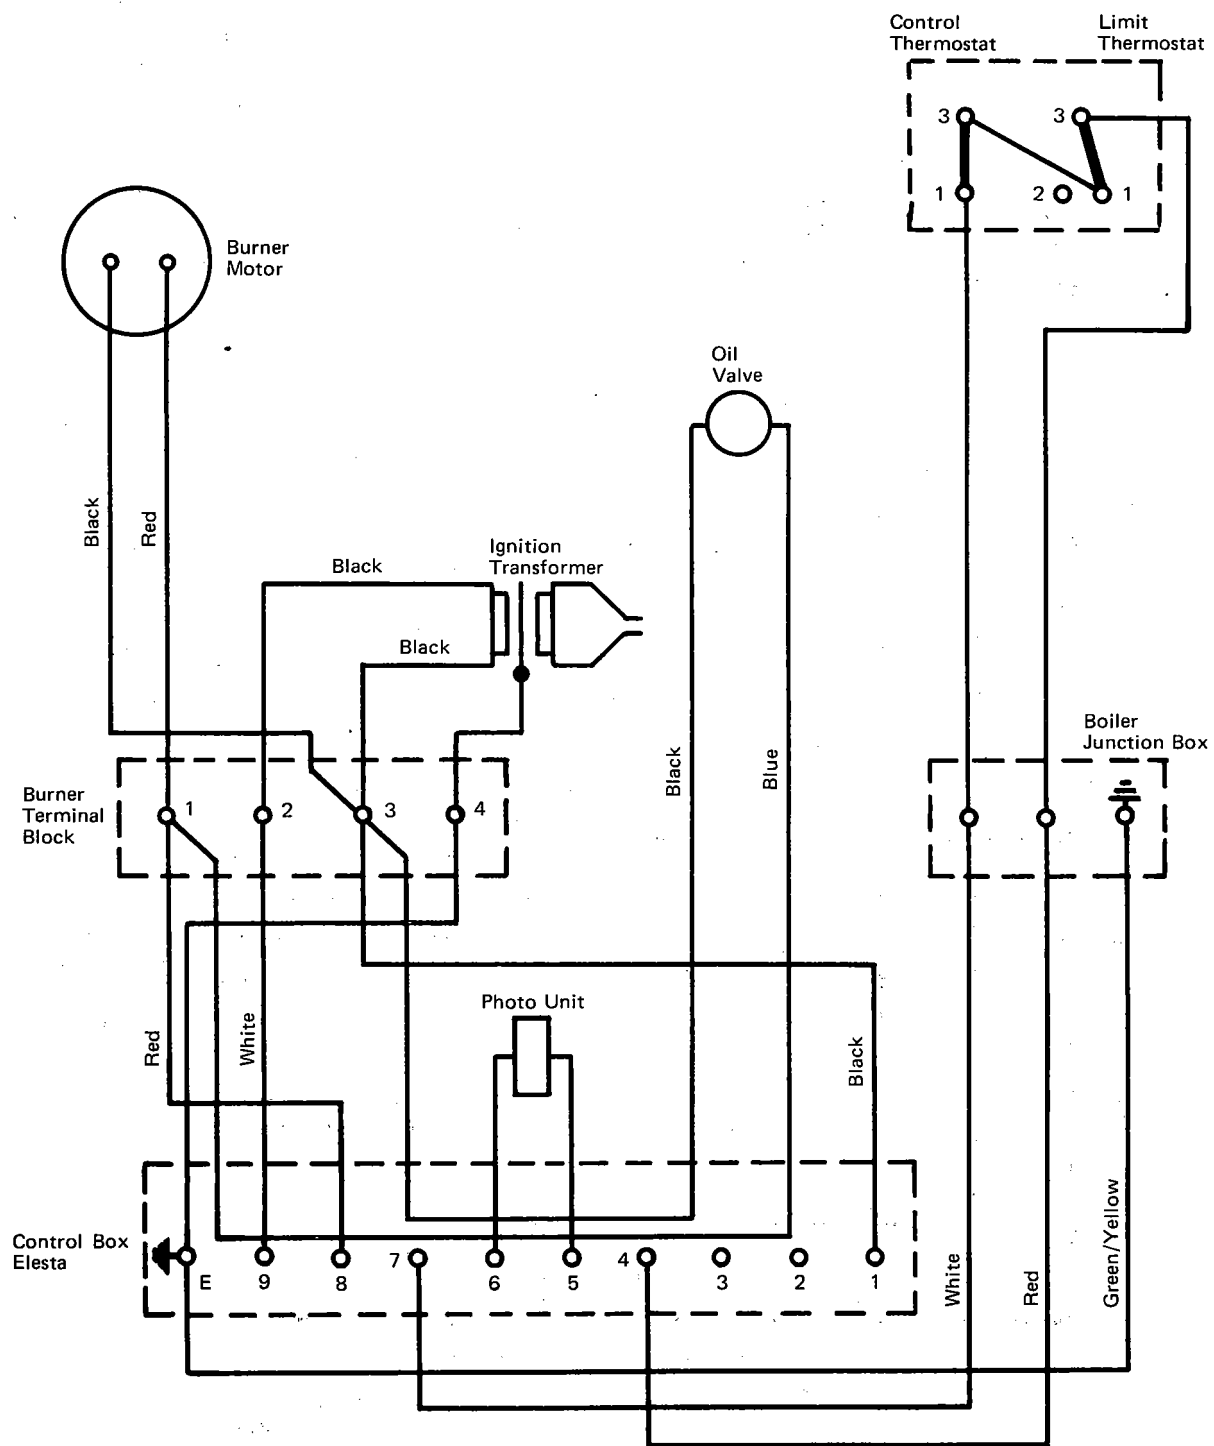 Control
Thermostat
Limit
Thermostat
3
3
1
2
1
Burner
Motor
Oil
Valve
Black
Red
Ignition
Transformer
Black
Black
Black
Blue
Boiler
Junction Box
Burner
Terminal
Block
1
2
3
4
Photo Unit
Red
White
Black
Control Box
Elesta
E
9
8
7
6
5
4
3
2
1
White
Red
Green/Yellow